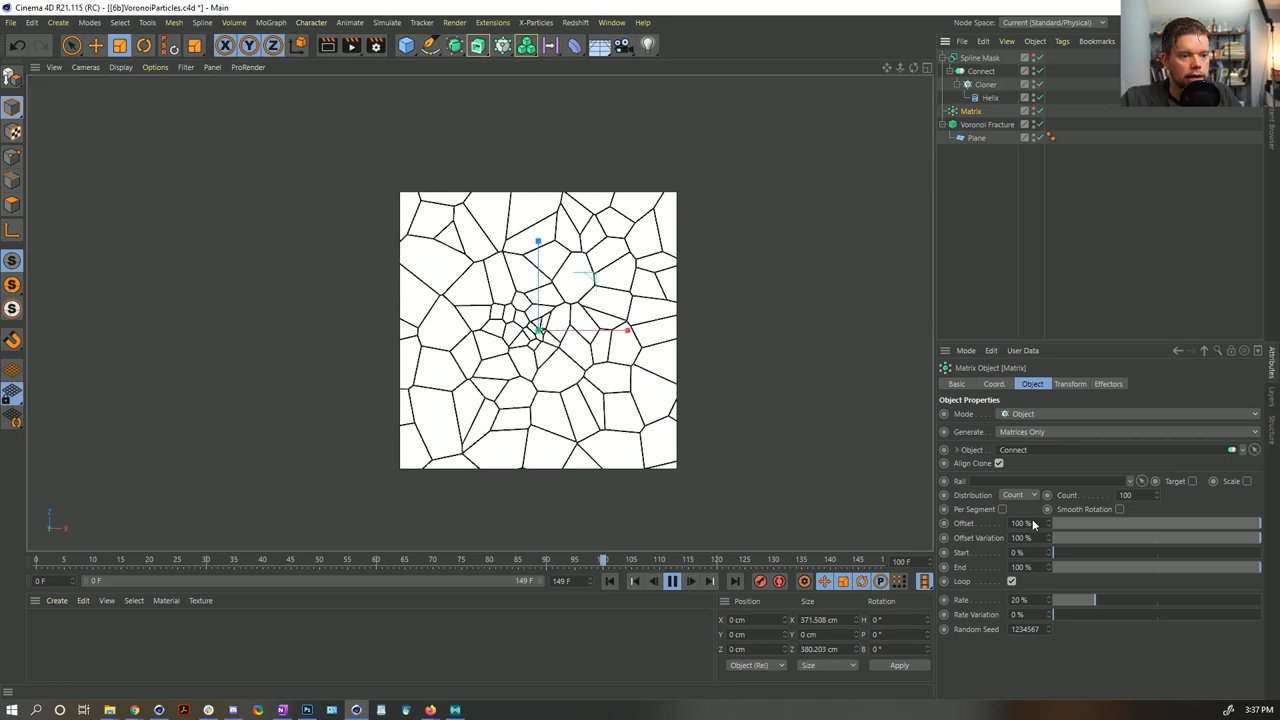 Cinema 4D R21.115 (RC) - [[6b]VoronoiParticles.c4d *] - Main
File Edit Create Modes Select Tools Mesh Spline Volume MoGraph Character Animate Simulate Tracker Render Extensions X-Particles Redshift Window Help Node Space: Current (Standard/Physical)
File Edit View Object Tags Bookmarks
View Cameras Display Options Filter Panel ProRender
Spline Mask
Connect
Cloner
Helix
Matrix
Voronoi Fracture
Plane
Mode Edit User Data
Matrix Object [Matrix]
Basic Coord. Object Transform Effectors
Object Properties
Mode Object
Generate Matrices Only
Object Connect
Align Clone
Rail Target Scale
Distribution Count Count 100
Per Segment Smooth Rotation
Offset 100 %
Offset Variation 100 %
Start 0 %
End 100 %
Loop
Rate 20 %
Rate Variation 0 %
Random Seed 1234567
Attributes
Layers
Structure
Z
Y X
0 5 10 15 20 25 30 35 40 45 50 55 60 65 70 75 80 85 90 95 100 105 110 115 120 125 130 135 140 145 100 F
0 F 0 F 149 F 149 F
Create Edit View Select Material Texture
Position Size Rotation
X 0 cm X 371.508 cm H 0 °
Y 0 cm Y 0 cm P 0 °
Z 0 cm Z 380.203 cm B 0 °
Object (Rel) Size Apply
3:37 PM